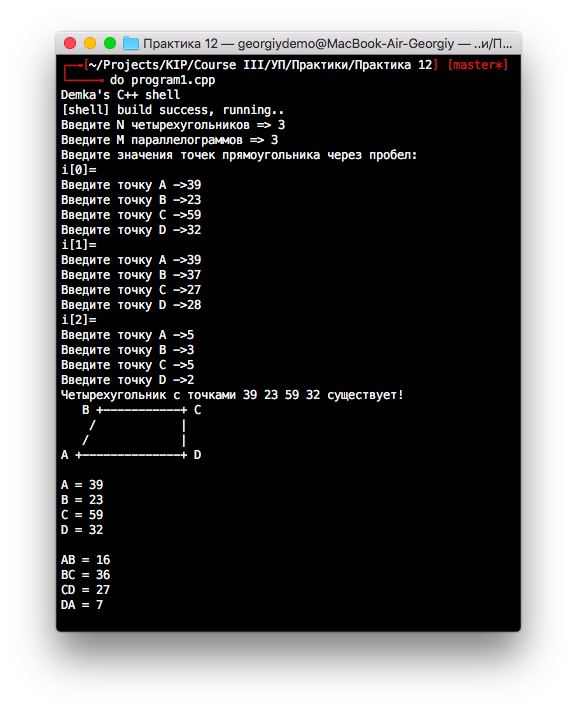 Практика 12 — georgiydemo@MacBook-Air-Georgiy — ..и/П...
[~/Projects/KIP/Course III/УП/Projects/Практики/Практика 12] [master*]
do program1.cpp
Demka's C++ shell
[shell] build success, running..
Введите N четырехугольников => 3
Введите M параллелограммов => 3
Введите значения точек прямоугольника через пробел:
i[0]=
Введите точку A ->39
Введите точку B ->23
Введите точку C ->59
Введите точку D ->32
i[1]=
Введите точку A ->39
Введите точку B ->37
Введите точку C ->27
Введите точку D ->28
i[2]=
Введите точку A ->5
Введите точку B ->3
Введите точку C ->5
Введите точку D ->2
Четырехугольник с точками 39 23 59 32 существует!
B +-----------+ C
/ |
/ |
A +--------------+ D
A = 39
B = 23
C = 59
D = 32
AB = 16
BC = 36
CD = 27
DA = 7